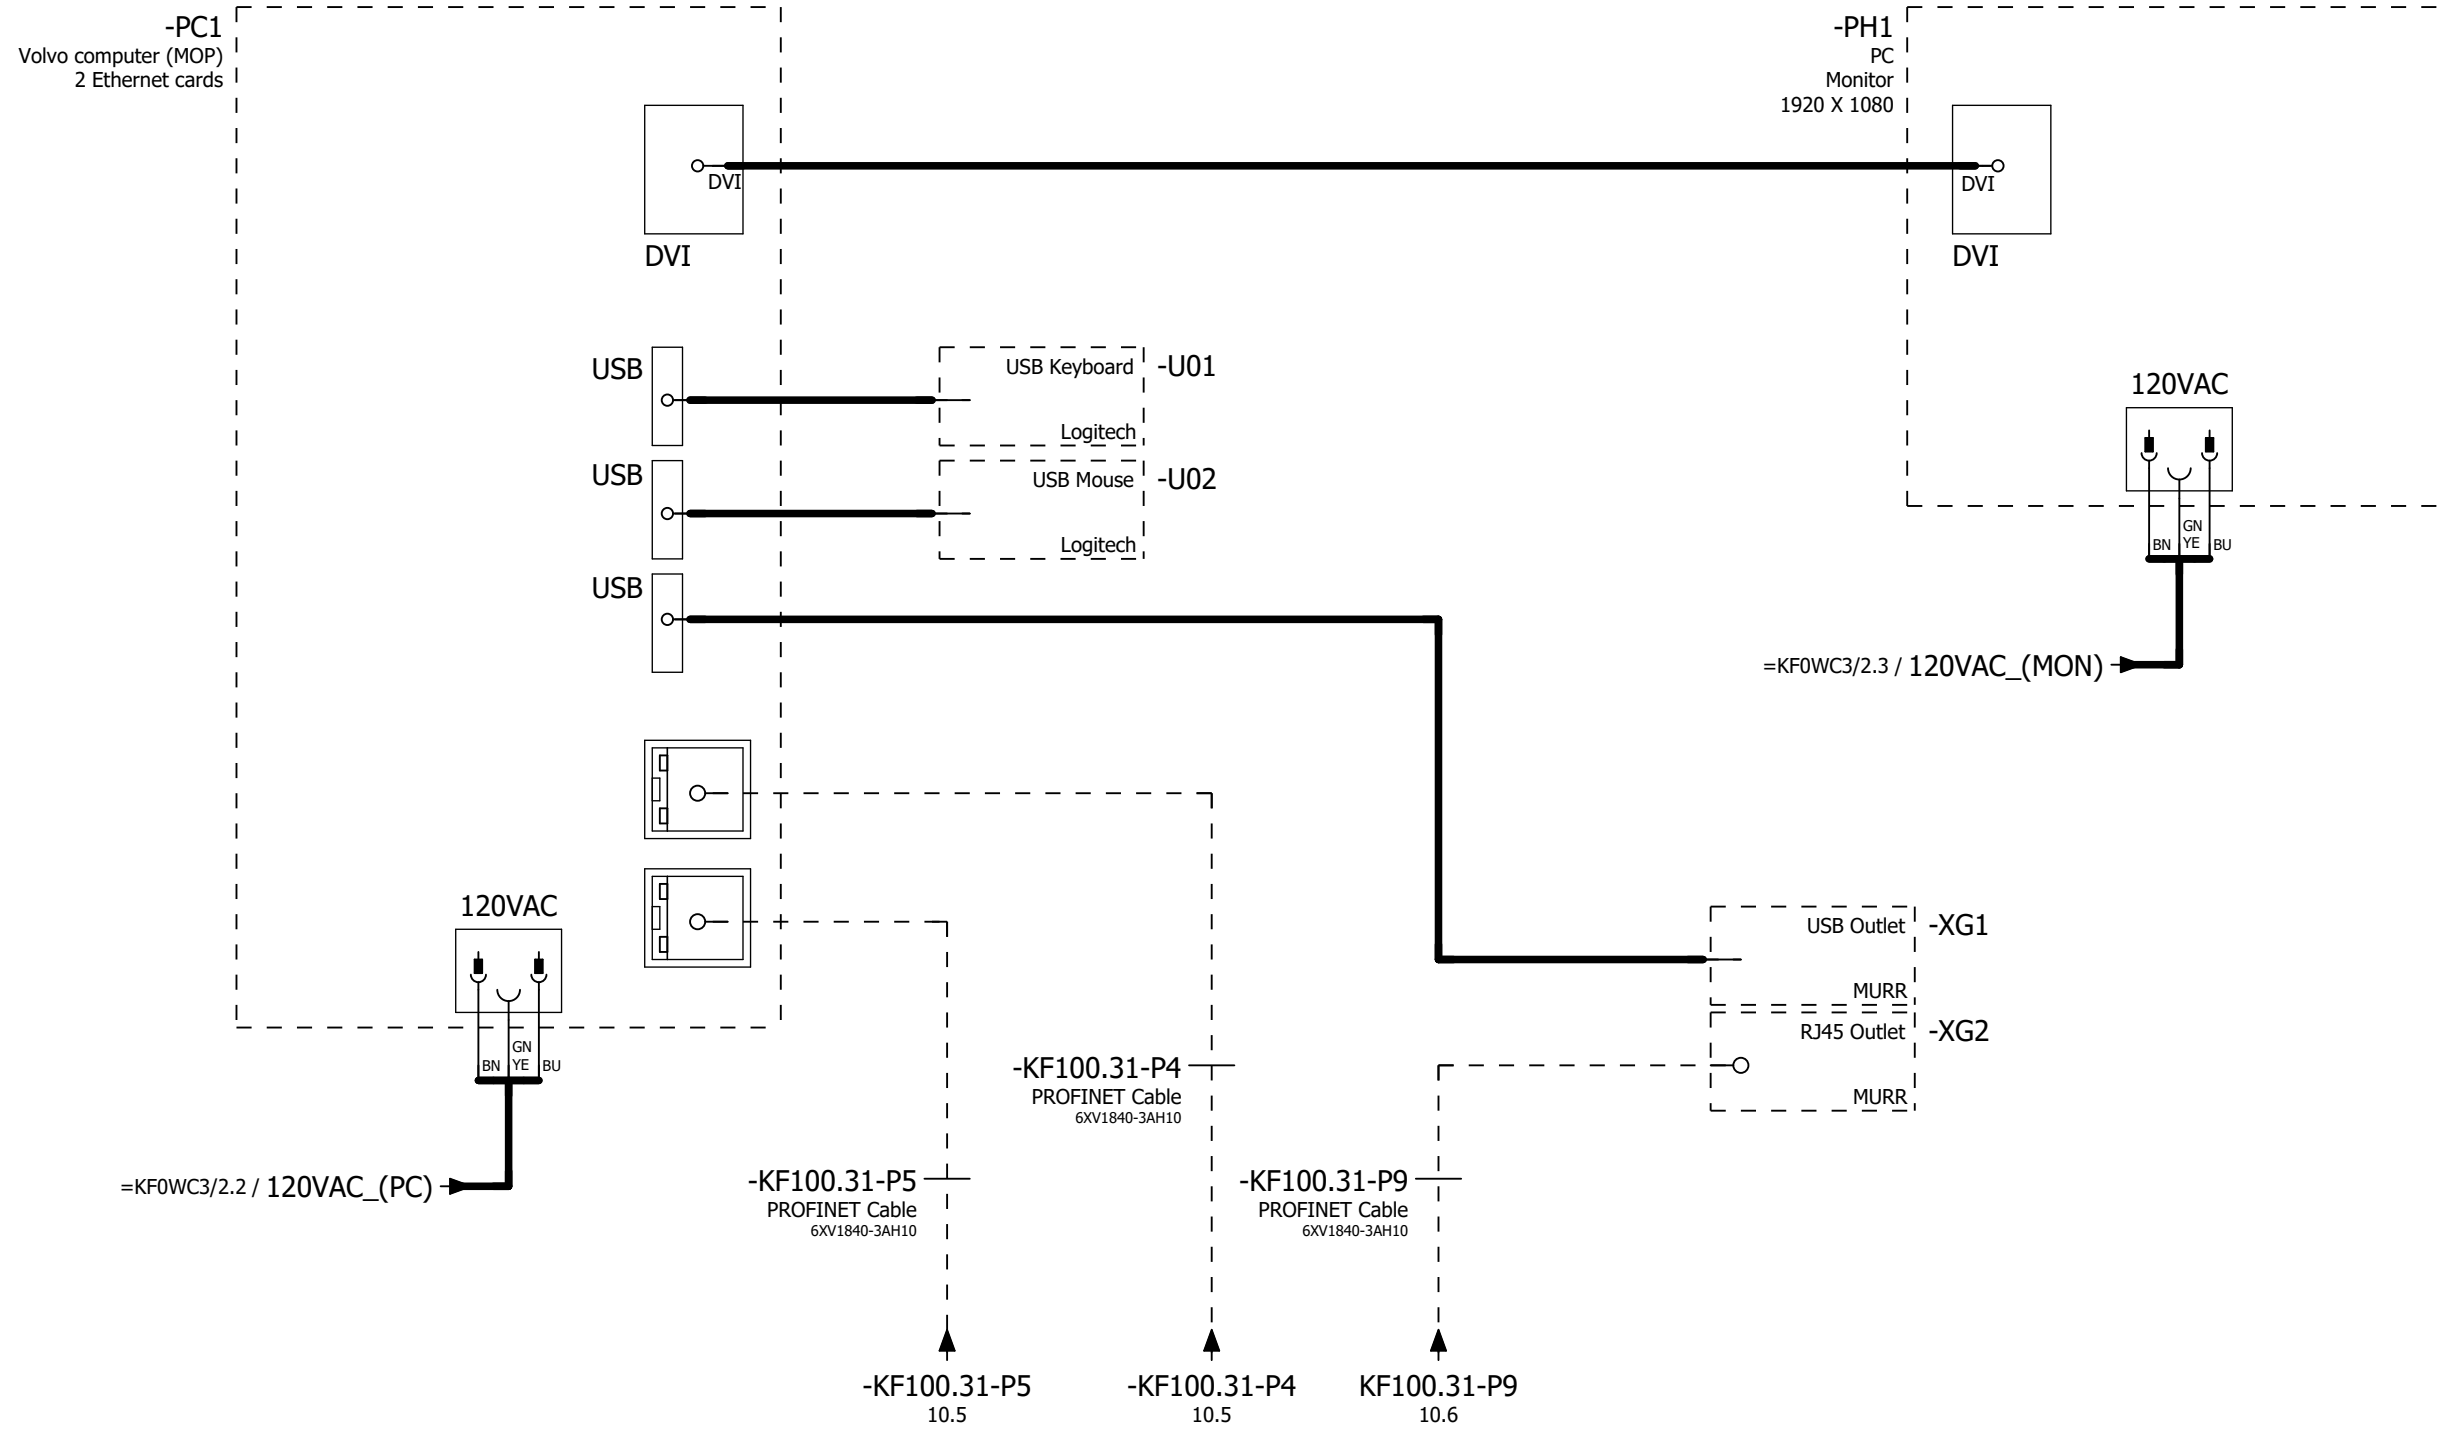 -PC1
Volvo computer (MOP)
2 Ethernet cards
-PH1
PC
Monitor
1920 X 1080
DVI
DVI
DVI
DVI
USB
USB Keyboard
-U01
Logitech
USB
USB Mouse
-U02
Logitech
USB
120VAC
BN
GN
YE
BU
=KF0WC3/2.3 / 120VAC_(MON)
120VAC
BN
GN
YE
BU
=KF0WC3/2.2 / 120VAC_(PC)
USB Outlet
-XG1
MURR
RJ45 Outlet
-XG2
MURR
-KF100.31-P4
PROFINET Cable
6XV1840-3AH10
-KF100.31-P5
PROFINET Cable
6XV1840-3AH10
-KF100.31-P9
PROFINET Cable
6XV1840-3AH10
-KF100.31-P5
10.5
-KF100.31-P4
10.5
KF100.31-P9
10.6